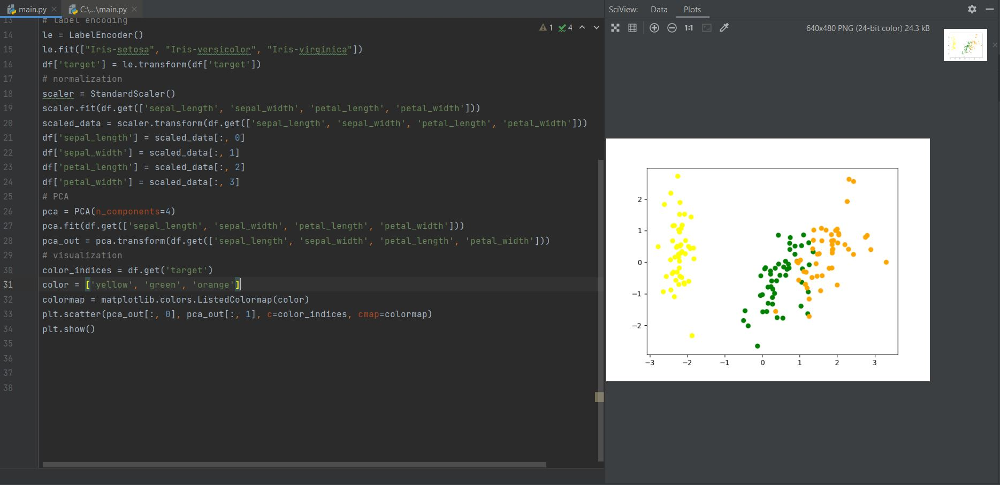 main.py
C:\...\main.py
SciView:
Data
Plots
1
4
1:1
640x480 PNG (24-bit color) 24.3 kB
13 # label encoding
14 le = LabelEncoder()
15 le.fit(["Iris-setosa", "Iris-versicolor", "Iris-virginica"])
16 df['target'] = le.transform(df['target'])
17 # normalization
18 scaler = StandardScaler()
19 scaler.fit(df.get(['sepal_length', 'sepal_width', 'petal_length', 'petal_width']))
20 scaled_data = scaler.transform(df.get(['sepal_length', 'sepal_width', 'petal_length', 'petal_width']))
21 df['sepal_length'] = scaled_data[:, 0]
22 df['sepal_width'] = scaled_data[:, 1]
23 df['petal_length'] = scaled_data[:, 2]
24 df['petal_width'] = scaled_data[:, 3]
25 # PCA
26 pca = PCA(n_components=4)
27 pca.fit(df.get(['sepal_length', 'sepal_width', 'petal_length', 'petal_width']))
28 pca_out = pca.transform(df.get(['sepal_length', 'sepal_width', 'petal_length', 'petal_width']))
29 # visualization
30 color_indices = df.get('target')
31 color = ['yellow', 'green', 'orange']
32 colormap = matplotlib.colors.ListedColormap(color)
33 plt.scatter(pca_out[:, 0], pca_out[:, 1], c=color_indices, cmap=colormap)
34 plt.show()
35
36
37
38
2
1
0
−1
−2
−3 −2 −1 0 1 2 3